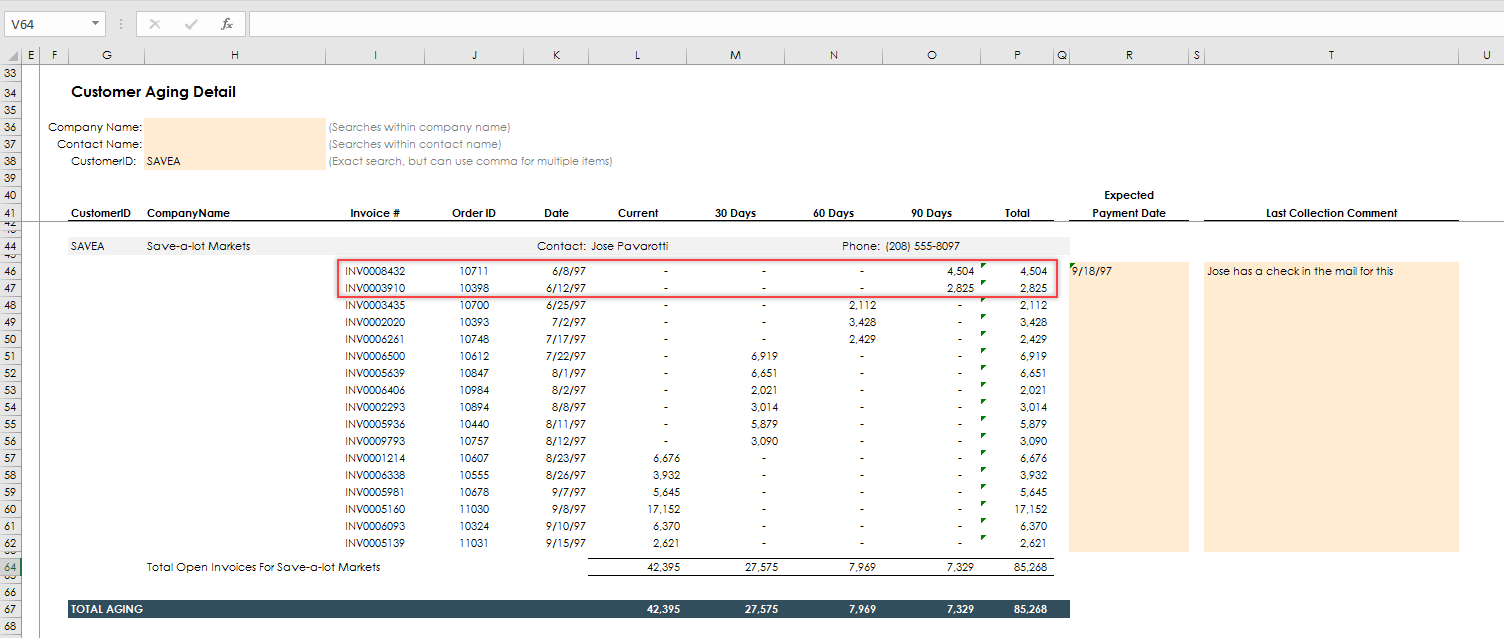 V64 fx
E F G H I J K L M N O P Q R S T U
33
34 Customer Aging Detail
35
36 Company Name: (Searches within company name)
37 Contact Name: (Searches within contact name)
38 CustomerID: SAVEA (Exact search, but can use comma for multiple items)
39
40 Expected
41 CustomerID CompanyName Invoice # Order ID Date Current 30 Days 60 Days 90 Days Total Payment Date Last Collection Comment
42
44 SAVEA Save-a-lot Markets Contact: Jose Pavarotti Phone: (208) 555-8097
46 INV0008432 10711 6/8/97 - - - 4,504 4,504 9/18/97 Jose has a check in the mail for this
47 INV0003910 10398 6/12/97 - - - 2,825 2,825
48 INV0003435 10700 6/25/97 - - 2,112 - 2,112
49 INV0002020 10393 7/2/97 - - 3,428 - 3,428
50 INV0006261 10748 7/17/97 - - 2,429 - 2,429
51 INV0006500 10612 7/22/97 - 6,919 - - 6,919
52 INV0005639 10847 8/1/97 - 6,651 - - 6,651
53 INV0006406 10984 8/2/97 - 2,021 - - 2,021
54 INV0002293 10894 8/8/97 - 3,014 - - 3,014
55 INV0005936 10440 8/11/97 - 5,879 - - 5,879
56 INV0009793 10757 8/12/97 - 3,090 - - 3,090
57 INV0001214 10607 8/23/97 6,676 - - - 6,676
58 INV0006338 10555 8/26/97 3,932 - - - 3,932
59 INV0005981 10678 9/7/97 5,645 - - - 5,645
60 INV0005160 11030 9/8/97 17,152 - - - 17,152
61 INV0006093 10324 9/10/97 6,370 - - - 6,370
62 INV0005139 11031 9/15/97 2,621 - - - 2,621
64 Total Open Invoices For Save-a-lot Markets 42,395 27,575 7,969 7,329 85,268
66
67 TOTAL AGING 42,395 27,575 7,969 7,329 85,268
68